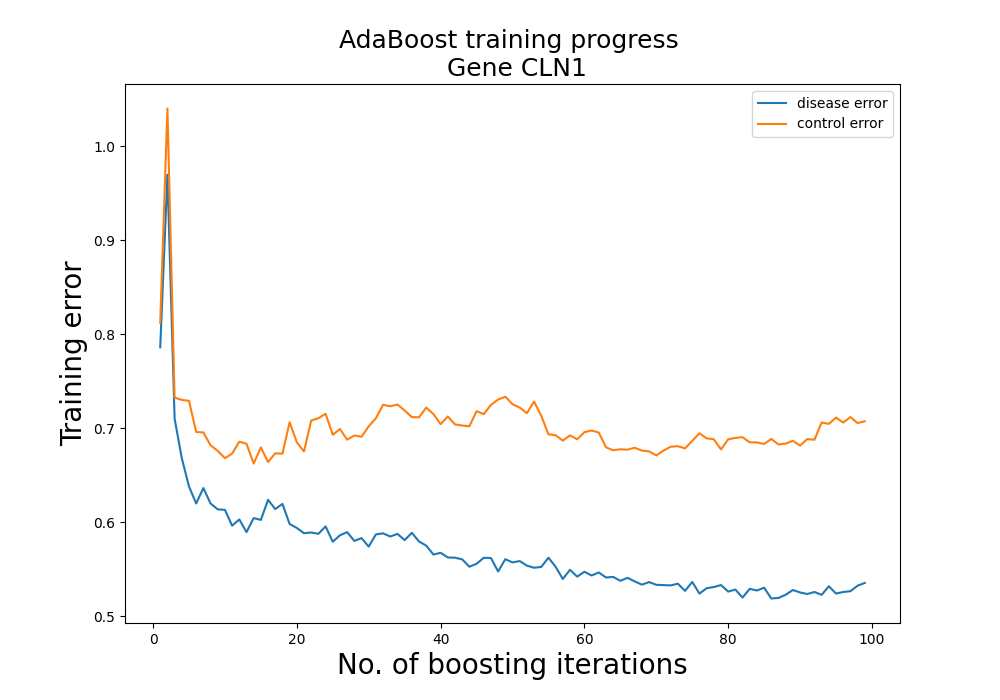 AdaBoost training progress
Gene CLN1
disease error
control error
Training error
1.0
0.9
0.8
0.7
0.6
0.5
0
20
40
60
80
100
No. of boosting iterations